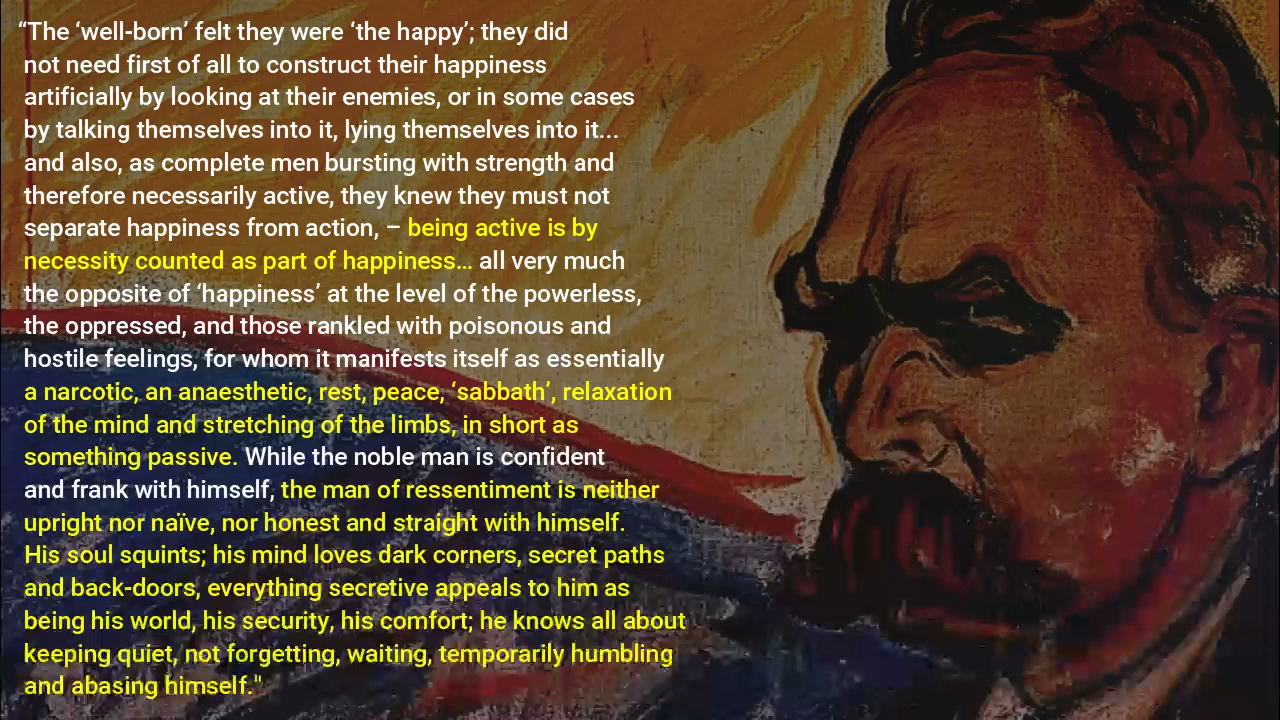 “The ‘well-born’ felt they were ‘the happy’; they did
not need first of all to construct their happiness
artificially by looking at their enemies, or in some cases
by talking themselves into it, lying themselves into it...
and also, as complete men bursting with strength and
therefore necessarily active, they knew they must not
separate happiness from action, – being active is by
necessity counted as part of happiness… all very much
the opposite of ‘happiness’ at the level of the powerless,
the oppressed, and those rankled with poisonous and
hostile feelings, for whom it manifests itself as essentially
a narcotic, an anaesthetic, rest, peace, ‘sabbath’, relaxation
of the mind and stretching of the limbs, in short as
something passive. While the noble man is confident
and frank with himself, the man of ressentiment is neither
upright nor naïve, nor honest and straight with himself.
His soul squints; his mind loves dark corners, secret paths
and back-doors, everything secretive appeals to him as
being his world, his security, his comfort; he knows all about
keeping quiet, not forgetting, waiting, temporarily humbling
and abasing himself."